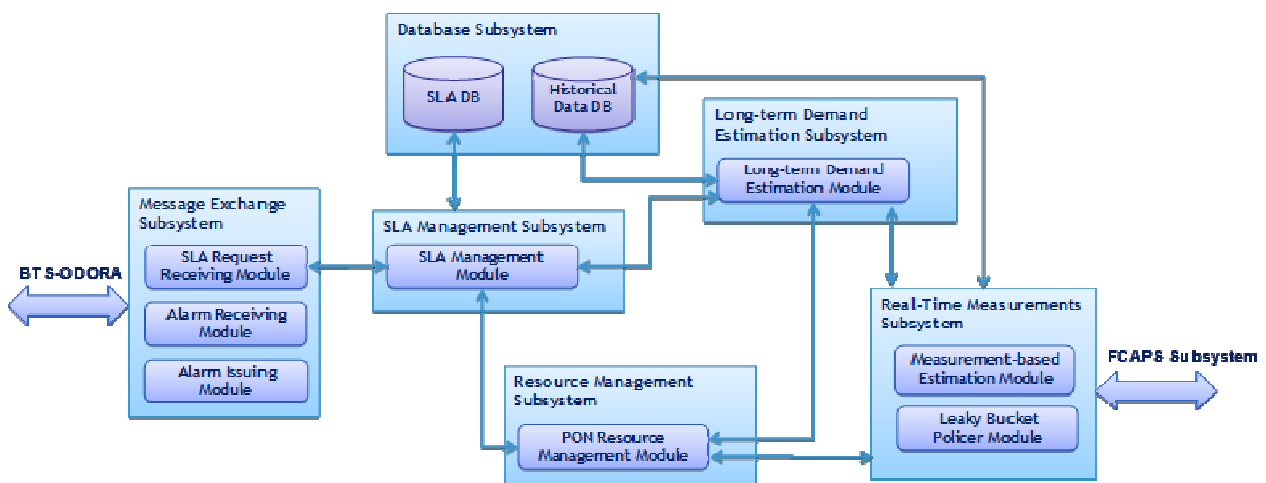 Database Subsystem
SLA DB
Historical
Data DB
Long-term Demand
Estimation Subsystem
Long-term Demand
Estimation Module
Message Exchange
Subsystem
SLA Request
Receiving Module
Alarm Receiving
Module
Alarm Issuing
Module
BTS-ODORA
SLA Management Subsystem
SLA Management
Module
Resource Management
Subsystem
PON Resource
Management Module
Real-Time Measurements
Subsystem
Measurement-based
Estimation Module
Leaky Bucket
Policer Module
FCAPS Subsystem